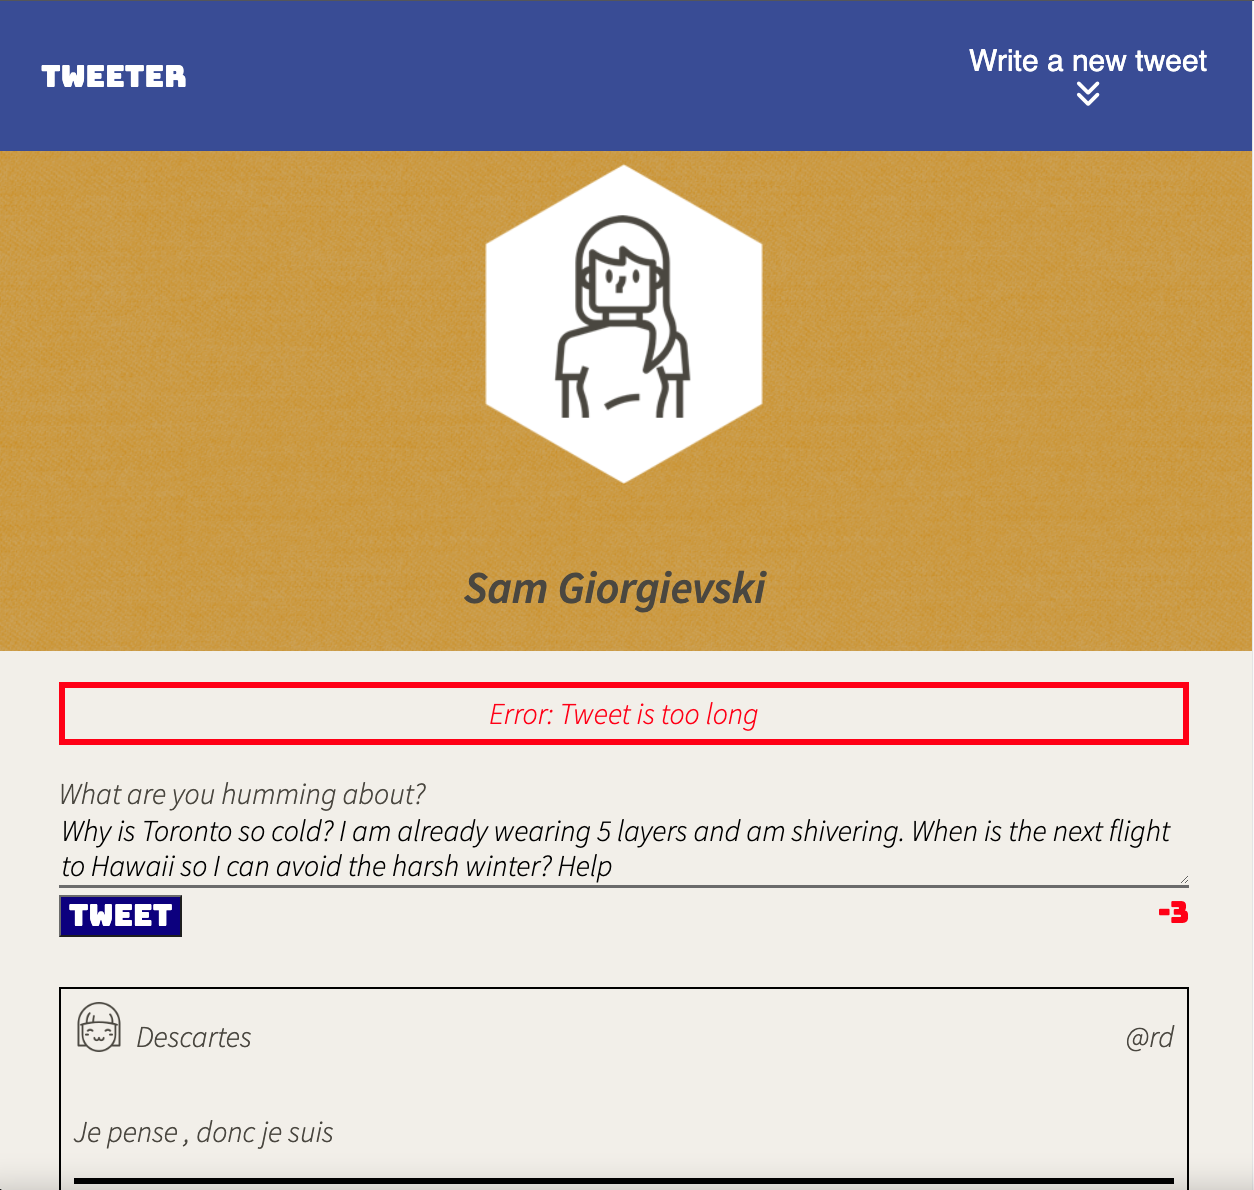 TWEETER
Write a new tweet
Sam Giorgievski
Error: Tweet is too long
What are you humming about?
Why is Toronto so cold? I am already wearing 5 layers and am shivering. When is the next flight
to Hawaii so I can avoid the harsh winter? Help
TWEET
-3
Descartes
@rd
Je pense , donc je suis